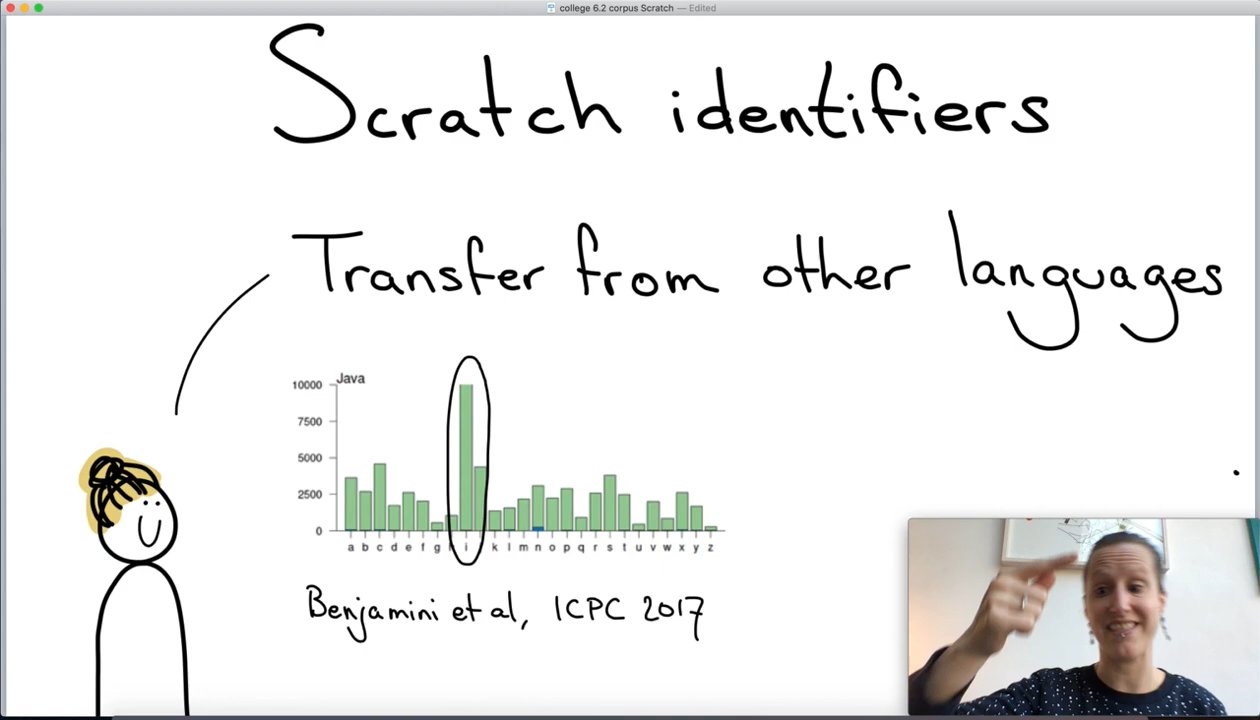 college 6.2 corpus Scratch — Edited
Scratch identifiers
Transfer from other languages
Java
10000
7500
5000
2500
0
a b c d e f g h i k l m n o p q r s t u v w x y z
Benjamini et al, ICPC 2017